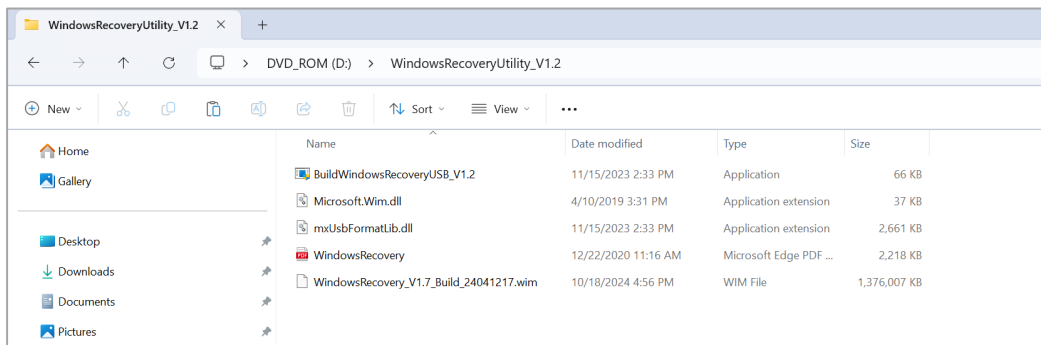 WindowsRecoveryUtility_V1.2
DVD_ROM (D:) > WindowsRecoveryUtility_V1.2
New Sort View
Name Date modified Type Size
Home
Gallery
Desktop
Downloads
Documents
Pictures
BuildWindowsRecoveryUSB_V1.2 11/15/2023 2:33 PM Application 66 KB
Microsoft.Wim.dll 4/10/2019 3:31 PM Application extension 37 KB
mxUsbFormatLib.dll 11/15/2023 2:33 PM Application extension 2,661 KB
PDF WindowsRecovery 12/22/2020 11:16 AM Microsoft Edge PDF ... 2,218 KB
WindowsRecovery_V1.7_Build_24041217.wim 10/18/2024 4:56 PM WIM File 1,376,007 KB